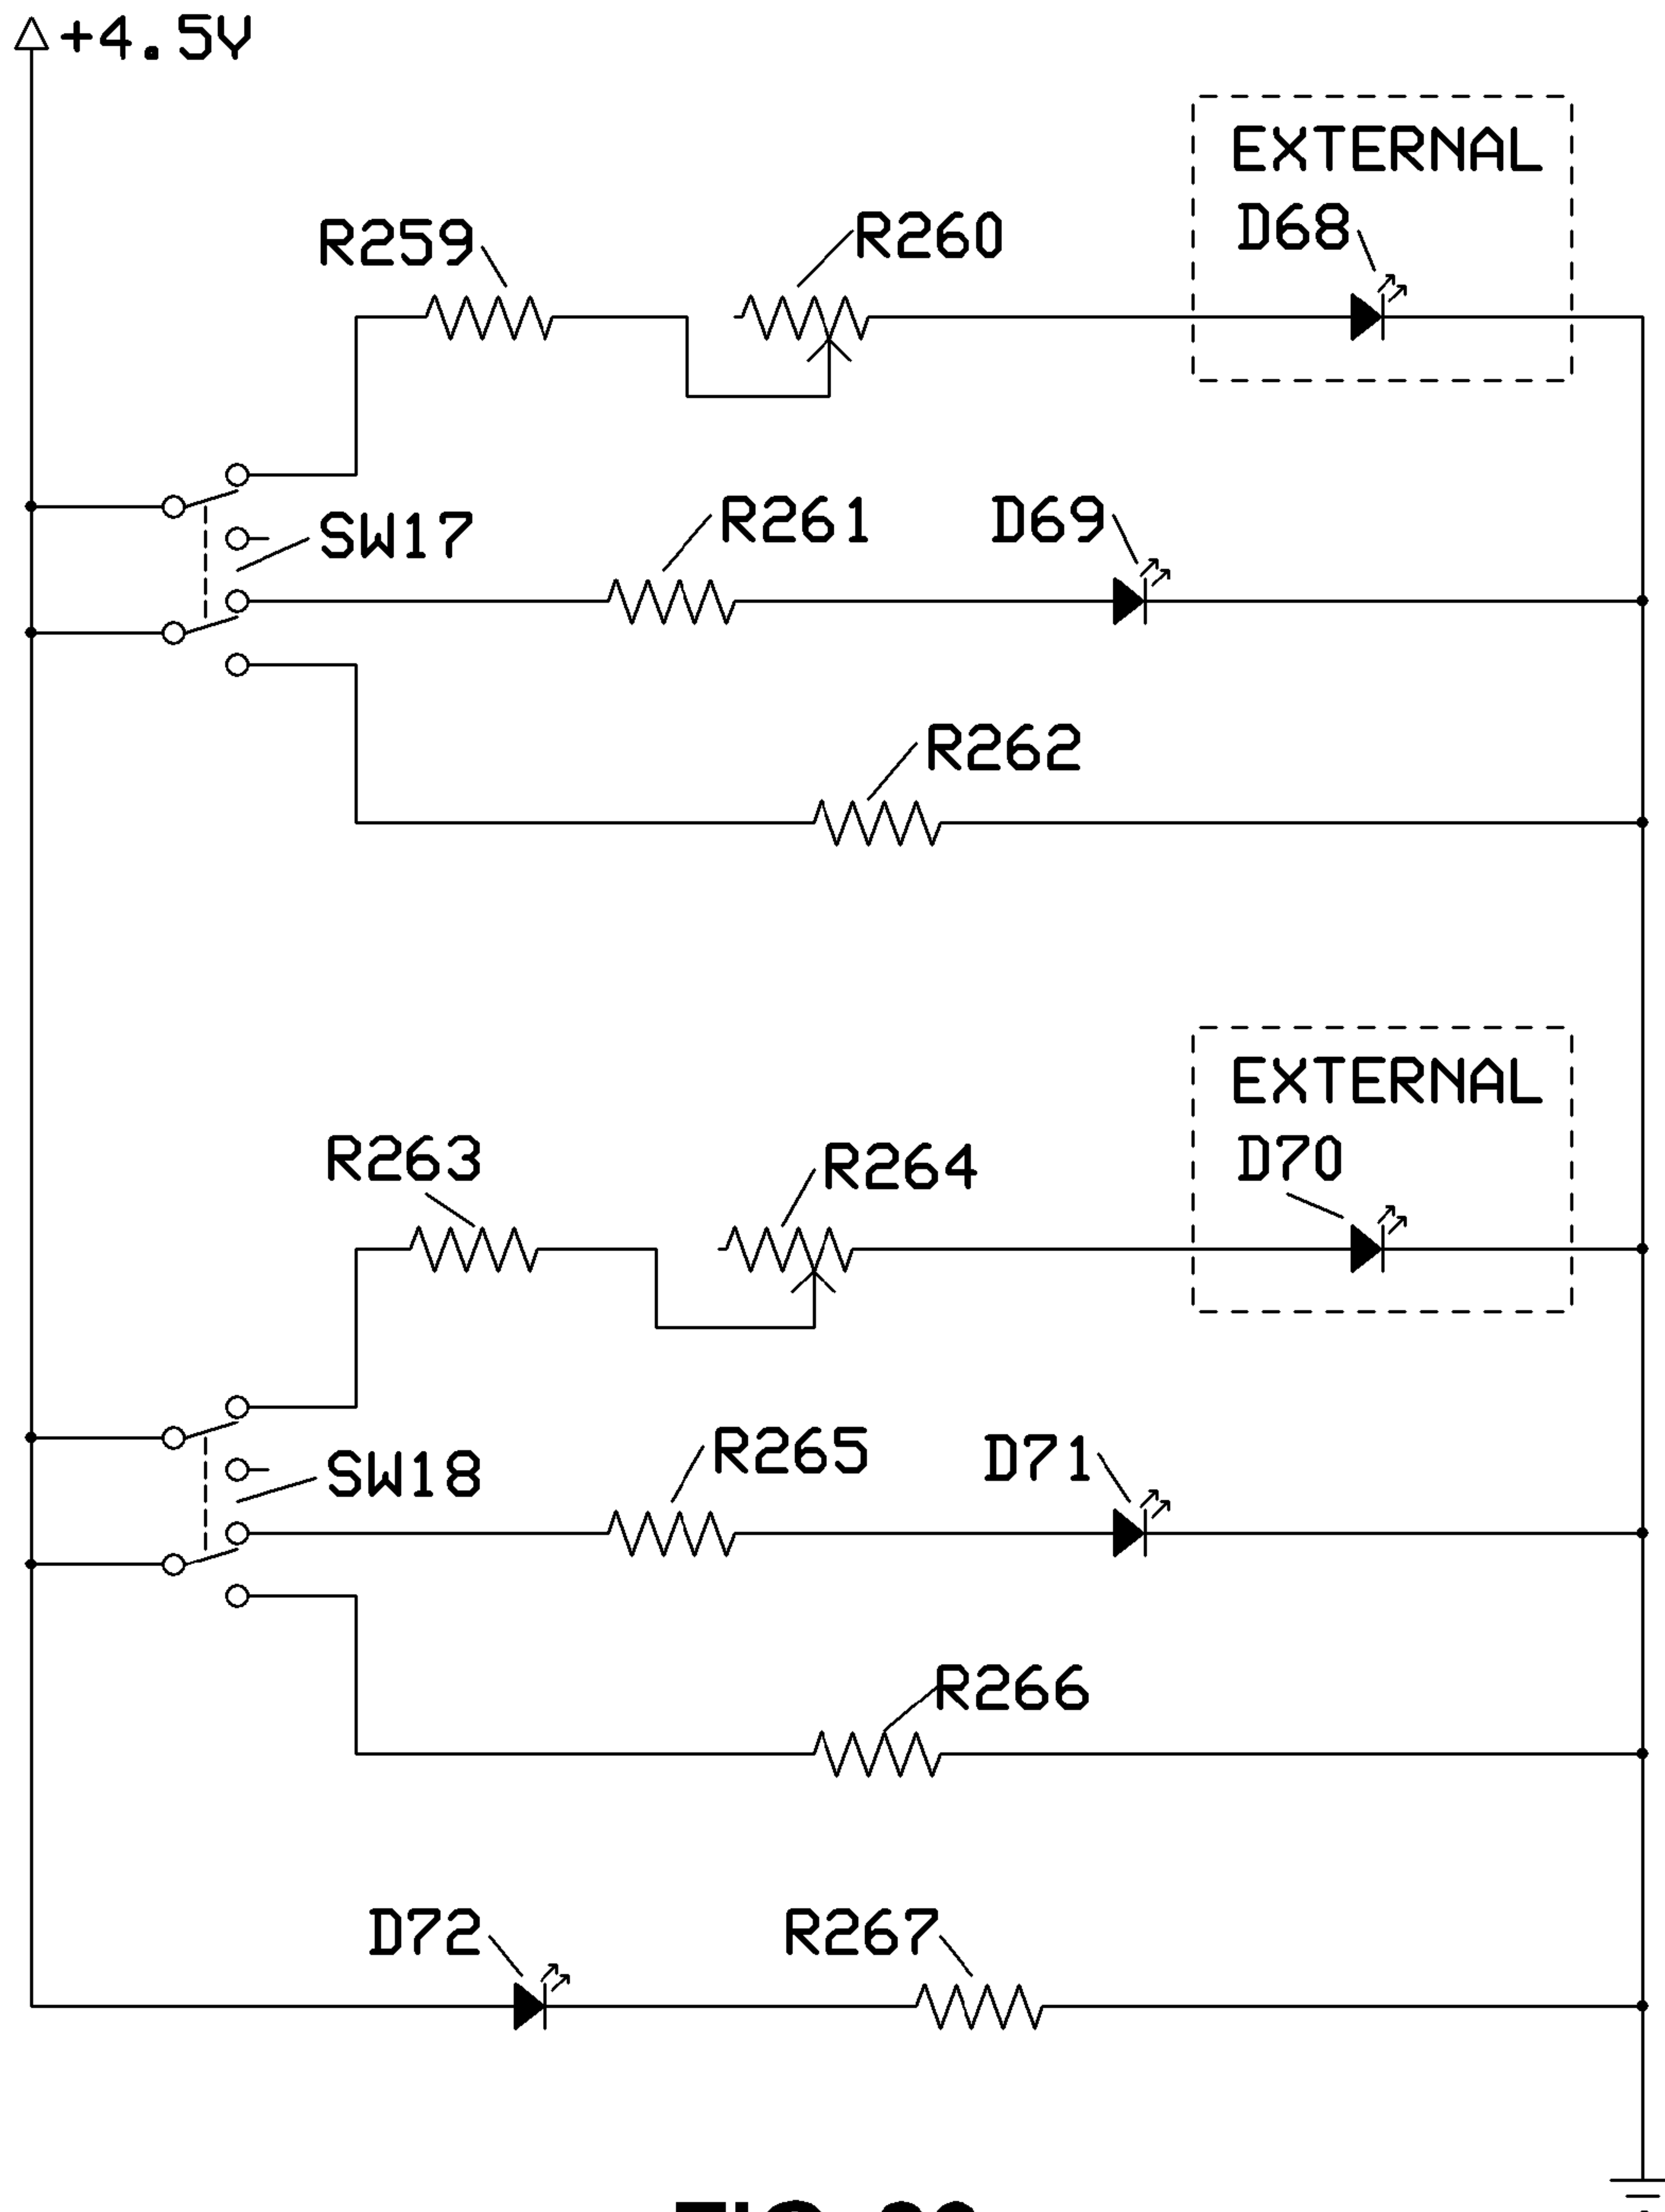 +4.5V
EXTERNAL
D68
R259
R260
SW17
R261
D69
R262
EXTERNAL
D70
R263
R264
SW18
R265
D71
R266
D72
R267